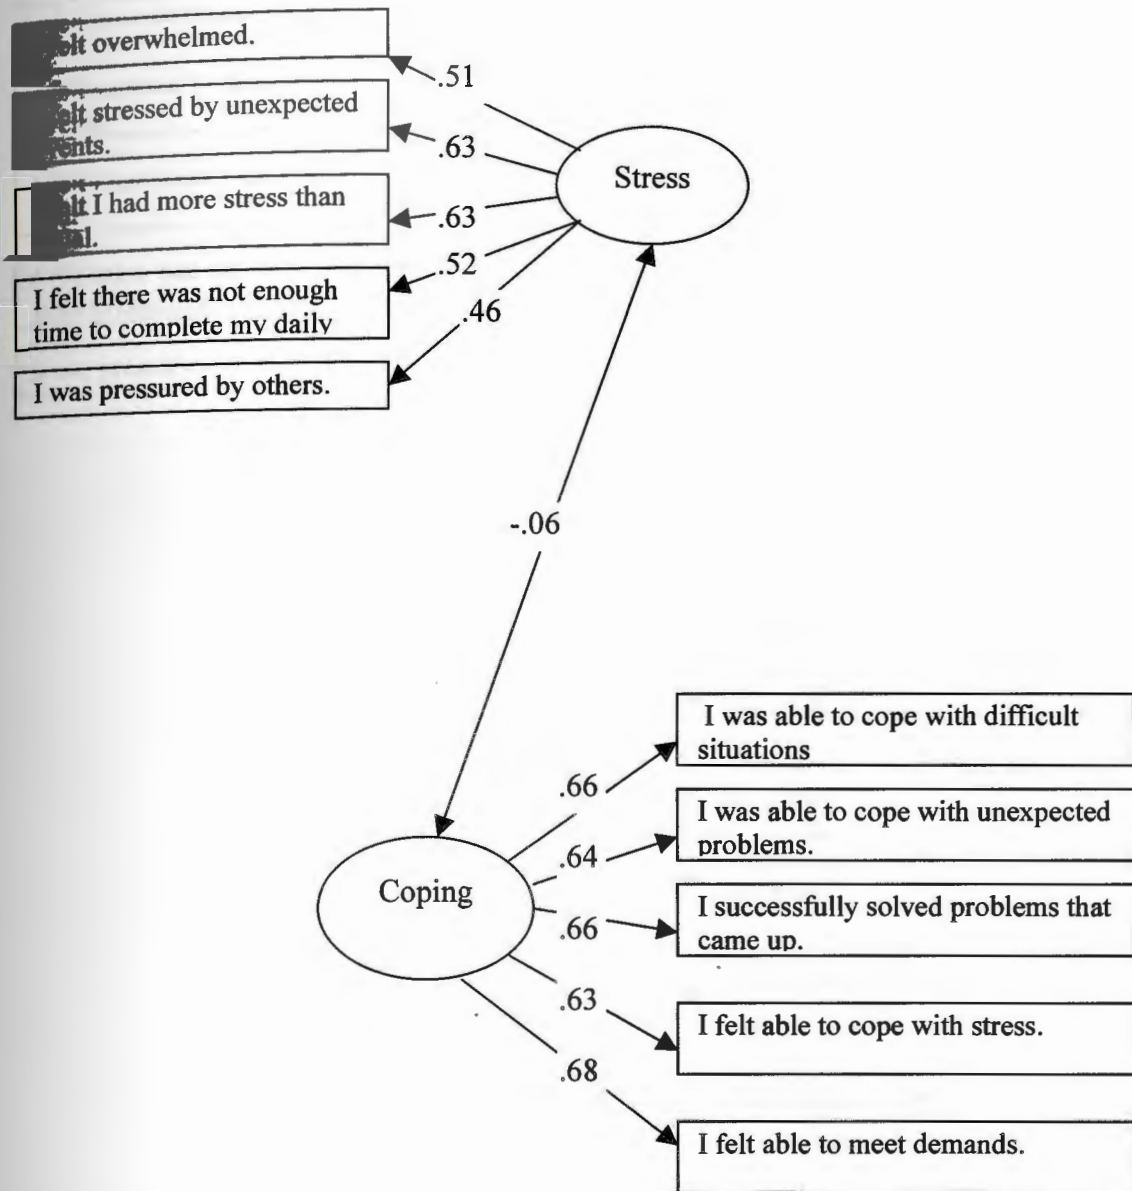 felt overwhelmed.
.51
felt stressed by unexpected
.63
Stress
felt I had more stress than
.63
.52
I felt there was not enough
time to complete my daily
.46
I was pressured by others.
-.06
I was able to cope with difficult
situations
.66
I was able to cope with unexpected
problems.
.64
Coping
I successfully solved problems that
came up.
.66
.63
I felt able to cope with stress.
.68
I felt able to meet demands.